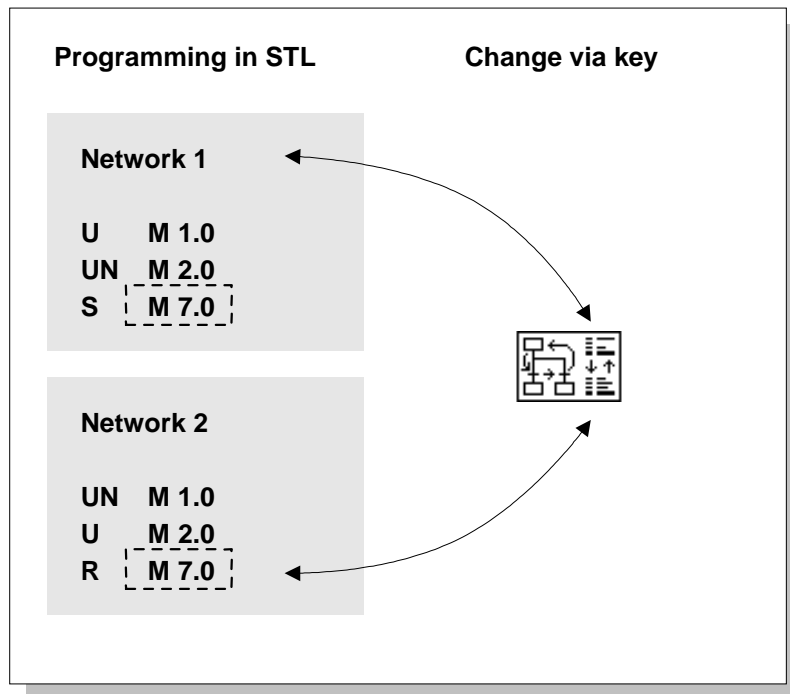 Programming in STL Change via key
Network 1
U M 1.0
UN M 2.0
S M 7.0
Network 2
UN M 1.0
U M 2.0
R M 7.0